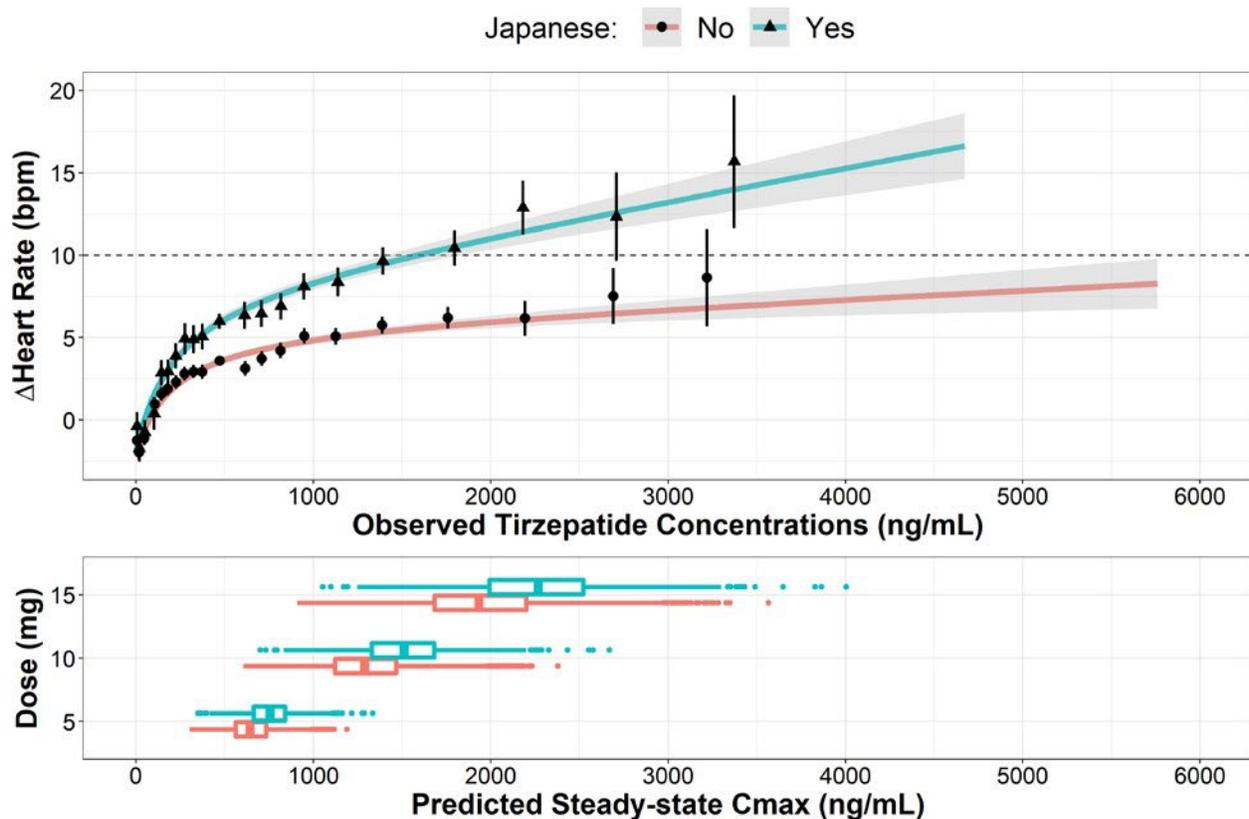 Japanese: No Yes
ΔHeart Rate (bpm)
20
15
10
5
0
0 1000 2000 3000 4000 5000 6000
Observed Tirzepatide Concentrations (ng/mL)
Dose (mg)
15
10
5
0 1000 2000 3000 4000 5000 6000
Predicted Steady-state Cmax (ng/mL)